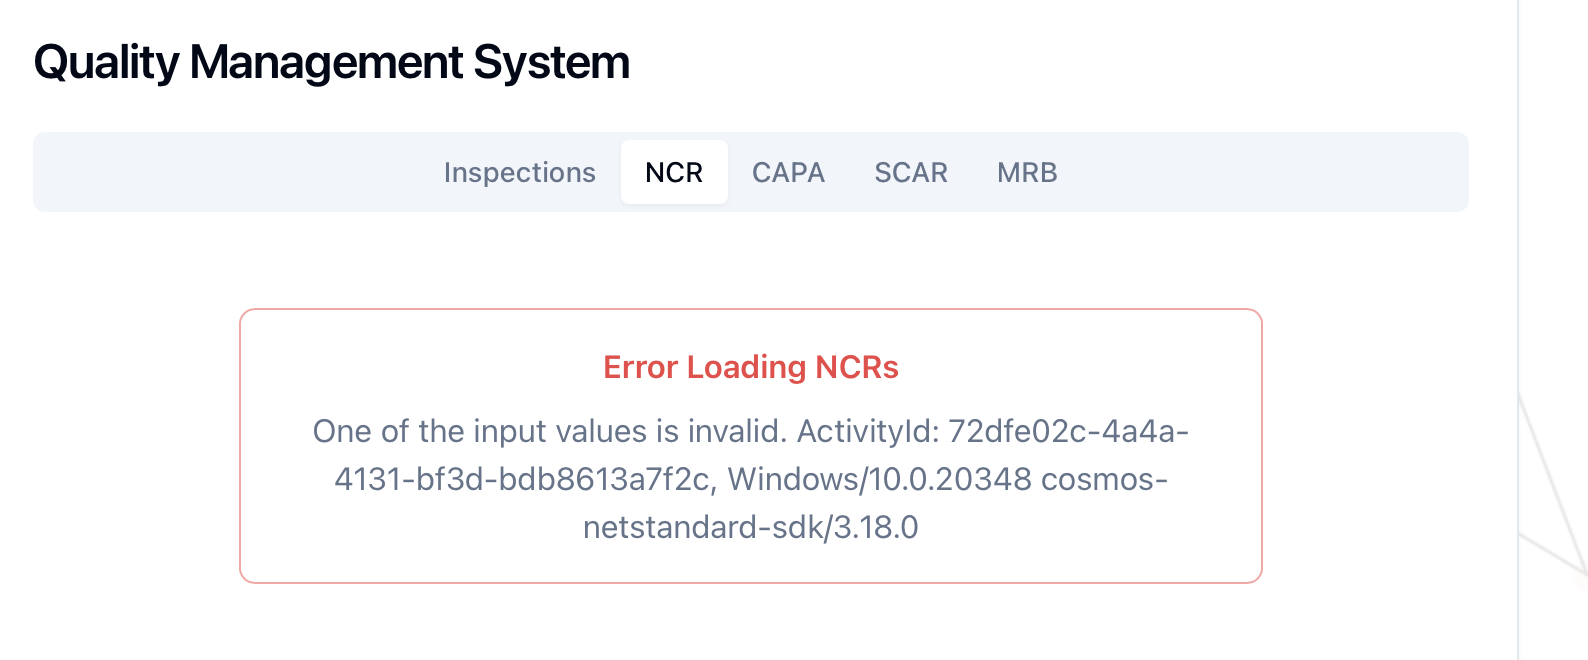 Quality Management System
Inspections NCR CAPA SCAR MRB
Error Loading NCRs
One of the input values is invalid. ActivityId: 72dfe02c-4a4a-
4131-bf3d-bdb8613a7f2c, Windows/10.0.20348 cosmos-
netstandard-sdk/3.18.0